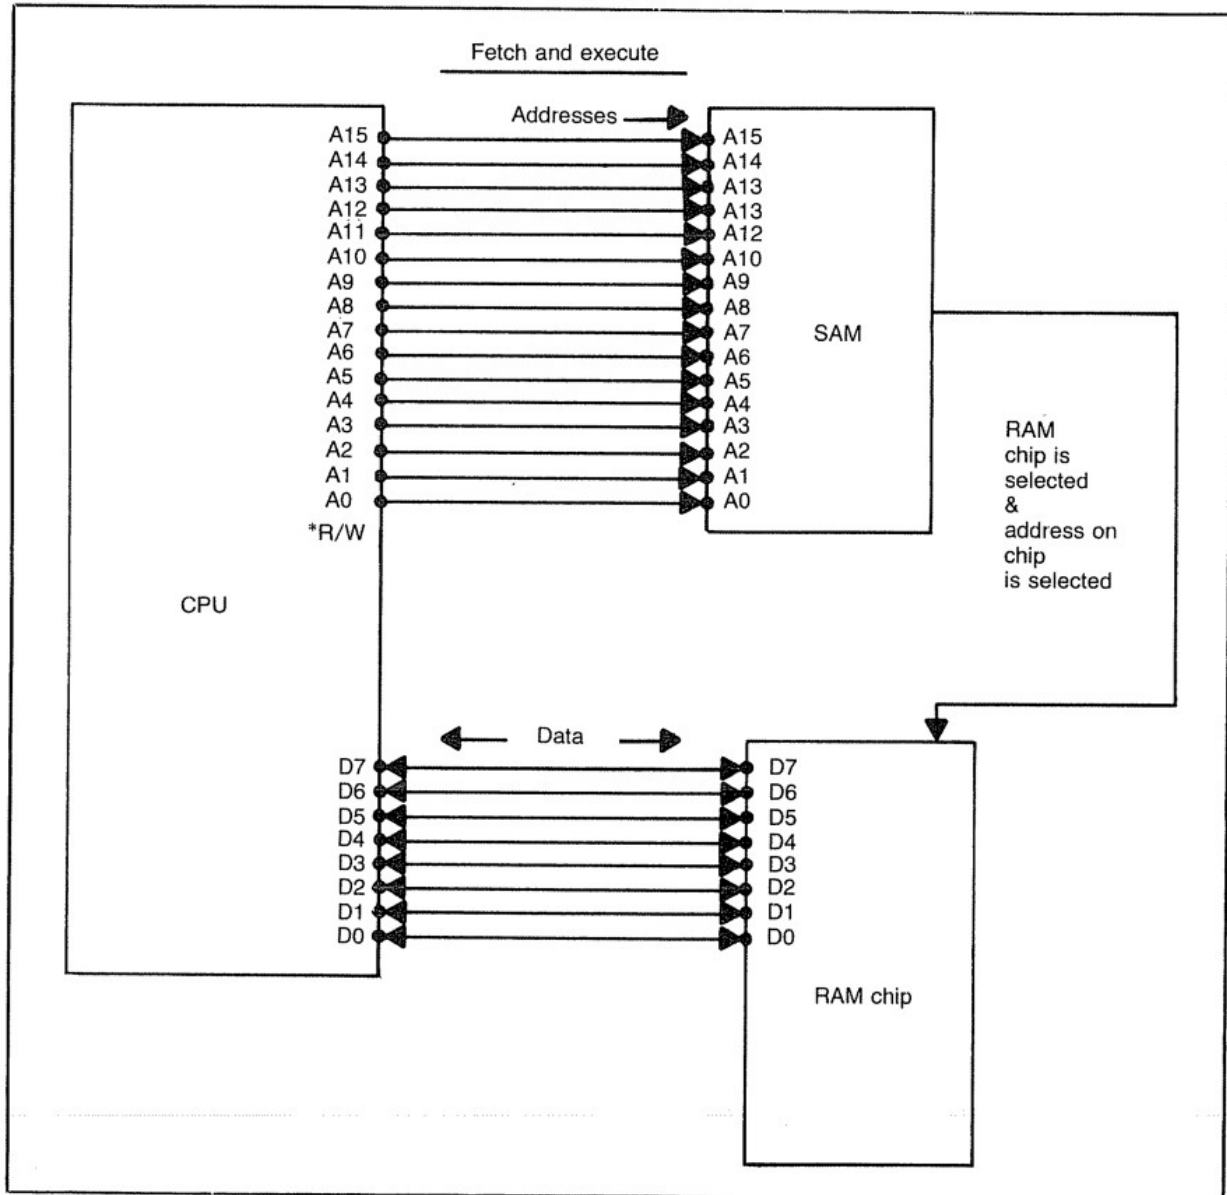 Fetch and execute
Addresses
A15
A14
A13
A12
A11
A10
A9
A8
A7
A6
A5
A4
A3
A2
A1
A0
*R/W
CPU
A15
A14
A13
A13
A12
A10
A9
A8
A7
A6
A5
A4
A3
A2
A1
A0
SAM
RAM
chip is
selected
&
address on
chip
is selected
Data
D7
D6
D5
D4
D3
D2
D1
D0
D7
D6
D5
D4
D3
D2
D1
D0
RAM chip